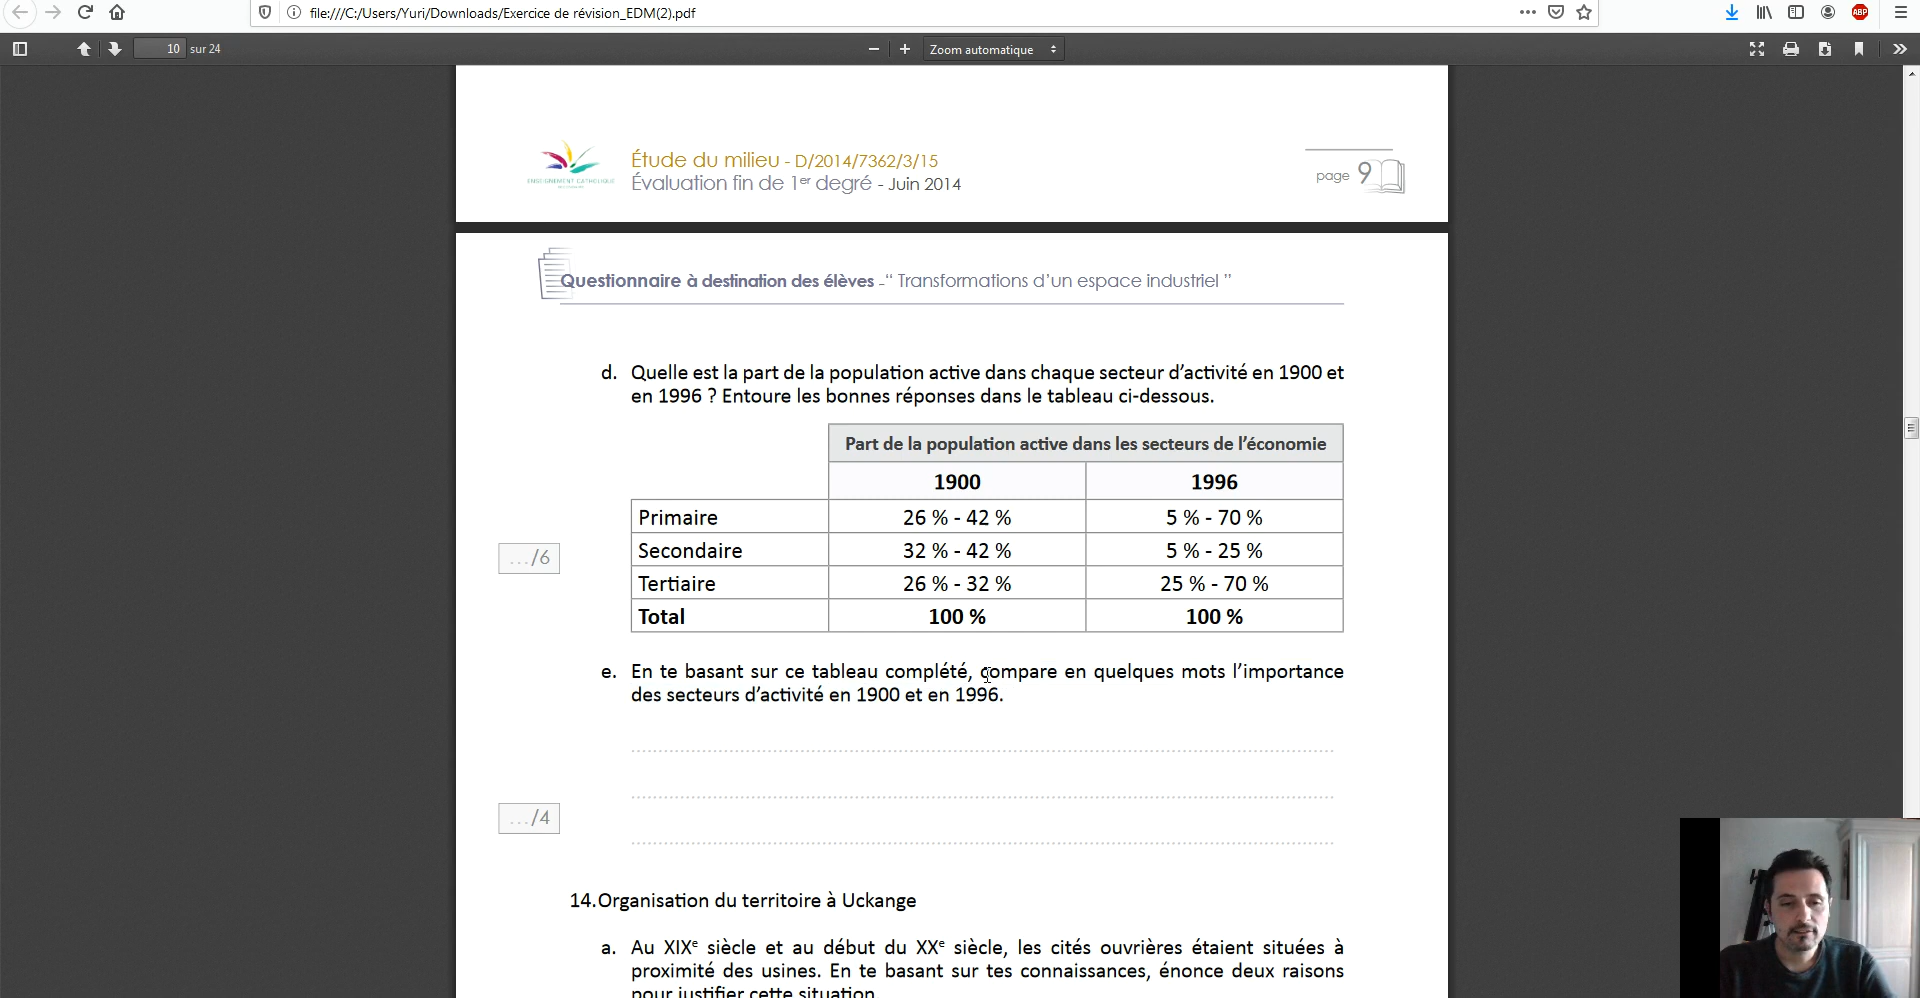 file:///C:/Users/Yuri/Downloads/Exercice de révision_EDM(2).pdf
ABP
10 sur 24
Zoom automatique
Étude du milieu - D/2014/7362/3/15
ENSEIGNEMENT CATHOLIQUE
Évaluation fin de 1er degré - Juin 2014
page 9
Questionnaire à destination des élèves -“ Transformations d’un espace industriel ”
d. Quelle est la part de la population active dans chaque secteur d’activité en 1900 et
en 1996 ? Entoure les bonnes réponses dans le tableau ci-dessous.
Part de la population active dans les secteurs de l’économie
1900 1996
Primaire 26 % - 42 % 5 % - 70 %
Secondaire 32 % - 42 % 5 % - 25 %
…/6
Tertiaire 26 % - 32 % 25 % - 70 %
Total 100 % 100 %
e. En te basant sur ce tableau complété, compare en quelques mots l’importance
des secteurs d’activité en 1900 et en 1996.
…/4
14.Organisation du territoire à Uckange
a. Au XIXe siècle et au début du XXe siècle, les cités ouvrières étaient situées à
proximité des usines. En te basant sur tes connaissances, énonce deux raisons
pour justifier cette situation.